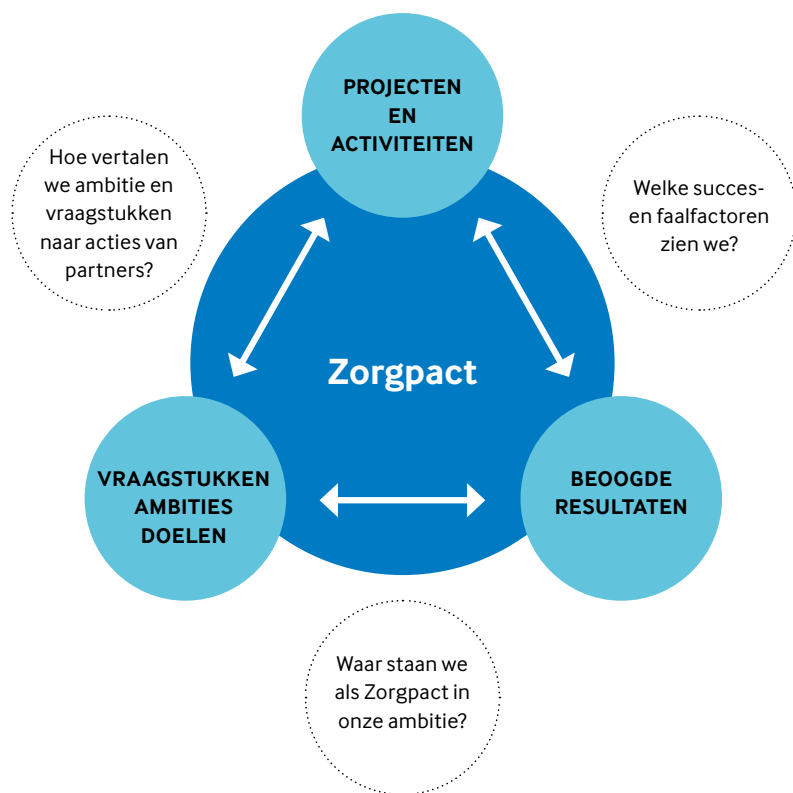 PROJECTEN
EN
ACTIVITEITEN
Hoe vertalen
we ambitie en
vraagstukken
naar acties van
partners?
Welke succes-
en faalfactoren
zien we?
Zorgpact
VRAAGSTUKKEN
AMBITIES
DOELEN
BEOOGDE
RESULTATEN
Waar staan we
als Zorgpact in
onze ambitie?